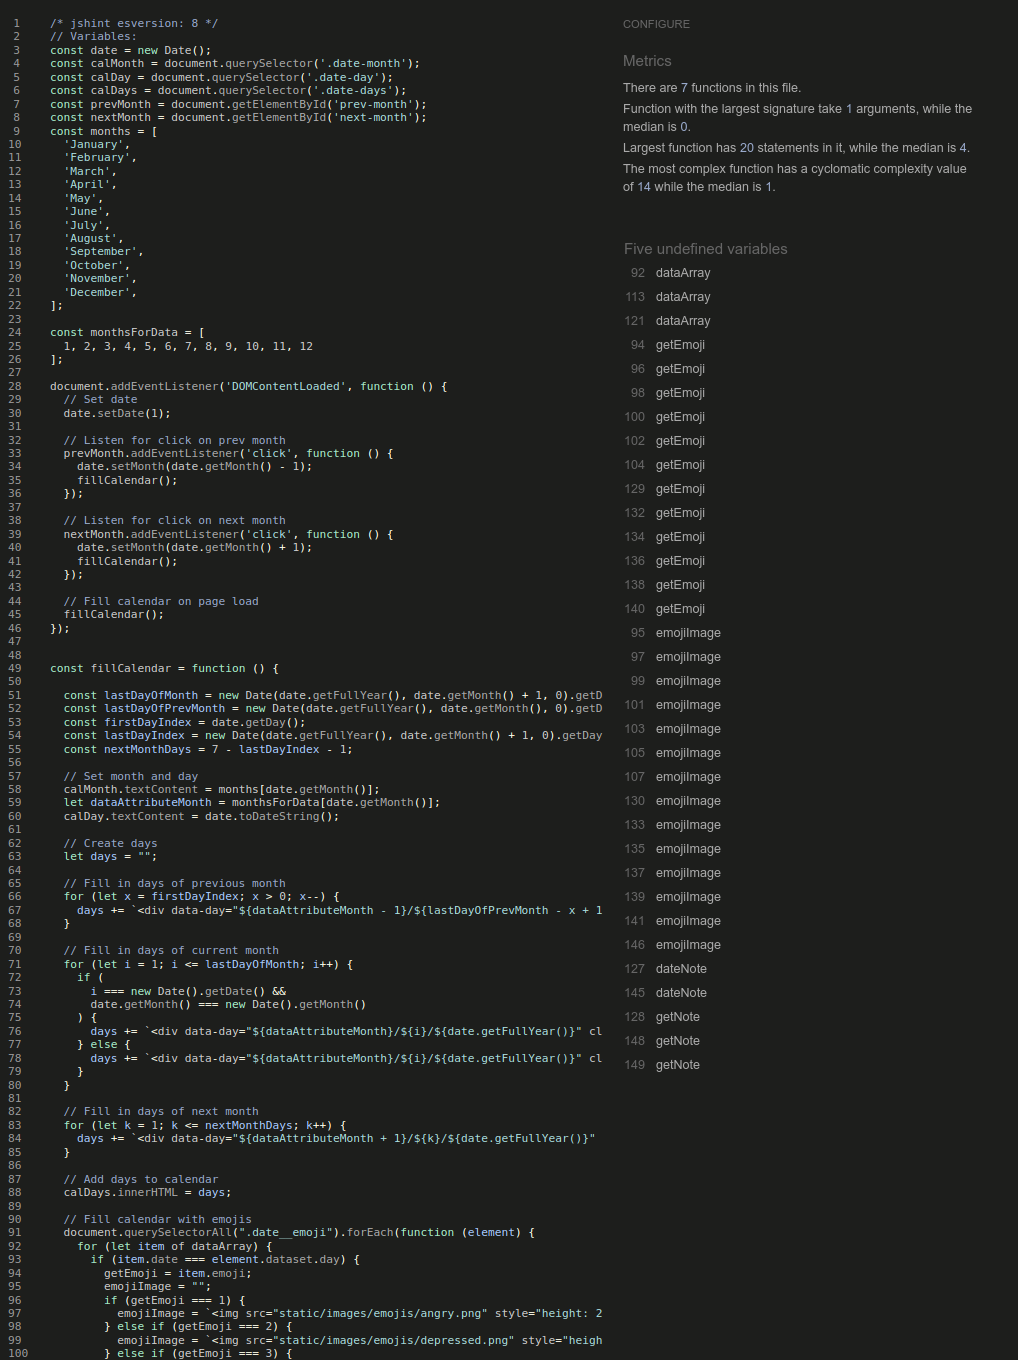 1 /* jshint esversion: 8 */
2 // Variables:
3 const date = new Date();
4 const calMonth = document.querySelector('.date-month');
5 const calDay = document.querySelector('.date-day');
6 const calDays = document.querySelector('.date-days');
7 const prevMonth = document.getElementById('prev-month');
8 const nextMonth = document.getElementById('next-month');
9 const months = [
10 'January',
11 'February',
12 'March',
13 'April',
14 'May',
15 'June',
16 'July',
17 'August',
18 'September',
19 'October',
20 'November',
21 'December',
22 ];
23
24 const monthsForData = [
25 1, 2, 3, 4, 5, 6, 7, 8, 9, 10, 11, 12
26 ];
27
28 document.addEventListener('DOMContentLoaded', function () {
29 // Set date
30 date.setDate(1);
31
32 // Listen for click on prev month
33 prevMonth.addEventListener('click', function () {
34 date.setMonth(date.getMonth() - 1);
35 fillCalendar();
36 });
37
38 // Listen for click on next month
39 nextMonth.addEventListener('click', function () {
40 date.setMonth(date.getMonth() + 1);
41 fillCalendar();
42 });
43
44 // Fill calendar on page load
45 fillCalendar();
46 });
47
48
49 const fillCalendar = function () {
50
51 const lastDayOfMonth = new Date(date.getFullYear(), date.getMonth() + 1, 0).getD
52 const lastDayOfPrevMonth = new Date(date.getFullYear(), date.getMonth(), 0).getD
53 const firstDayIndex = date.getDay();
54 const lastDayIndex = new Date(date.getFullYear(), date.getMonth() + 1, 0).getDay
55 const nextMonthDays = 7 - lastDayIndex - 1;
56
57 // Set month and day
58 calMonth.textContent = months[date.getMonth()];
59 let dataAttributeMonth = monthsForData[date.getMonth()];
60 calDay.textContent = date.toDateString();
61
62 // Create days
63 let days = "";
64
65 // Fill in days of previous month
66 for (let x = firstDayIndex; x > 0; x--) {
67 days += `<div data-day="${dataAttributeMonth - 1}/${lastDayOfPrevMonth - x + 1
68 }
69
70 // Fill in days of current month
71 for (let i = 1; i <= lastDayOfMonth; i++) {
72 if (
73 i === new Date().getDate() &&
74 date.getMonth() === new Date().getMonth()
75 ) {
76 days += `<div data-day="${dataAttributeMonth}/${i}/${date.getFullYear()}" cl
77 } else {
78 days += `<div data-day="${dataAttributeMonth}/${i}/${date.getFullYear()}" cl
79 }
80 }
81
82 // Fill in days of next month
83 for (let k = 1; k <= nextMonthDays; k++) {
84 days += `<div data-day="${dataAttributeMonth + 1}/${k}/${date.getFullYear()}"
85 }
86
87 // Add days to calendar
88 calDays.innerHTML = days;
89
90 // Fill calendar with emojis
91 document.querySelectorAll(".date__emoji").forEach(function (element) {
92 for (let item of dataArray) {
93 if (item.date === element.dataset.day) {
94 getEmoji = item.emoji;
95 emojiImage = "";
96 if (getEmoji === 1) {
97 emojiImage = `<img src="static/images/emojis/angry.png" style="height: 2
98 } else if (getEmoji === 2) {
99 emojiImage = `<img src="static/images/emojis/depressed.png" style="heigh
100 } else if (getEmoji === 3) {
CONFIGURE
Metrics
There are 7 functions in this file.
Function with the largest signature take 1 arguments, while the
median is 0.
Largest function has 20 statements in it, while the median is 4.
The most complex function has a cyclomatic complexity value
of 14 while the median is 1.
Five undefined variables
92 dataArray
113 dataArray
121 dataArray
94 getEmoji
96 getEmoji
98 getEmoji
100 getEmoji
102 getEmoji
104 getEmoji
129 getEmoji
132 getEmoji
134 getEmoji
136 getEmoji
138 getEmoji
140 getEmoji
95 emojiImage
97 emojiImage
99 emojiImage
101 emojiImage
103 emojiImage
105 emojiImage
107 emojiImage
130 emojiImage
133 emojiImage
135 emojiImage
137 emojiImage
139 emojiImage
141 emojiImage
146 emojiImage
127 dateNote
145 dateNote
128 getNote
148 getNote
149 getNote